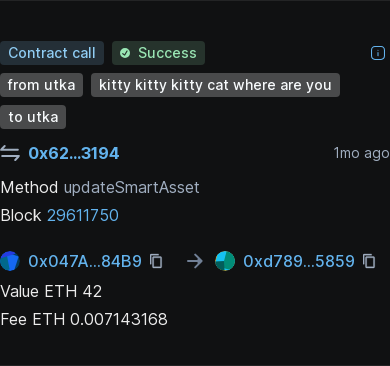 Contract call Success
from utka kitty kitty kitty cat where are you
to utka
0x62...3194 1mo ago
Method updateSmartAsset
Block 29611750
0x047A...84B9 0xd789...5859
Value ETH 42
Fee ETH 0.007143168